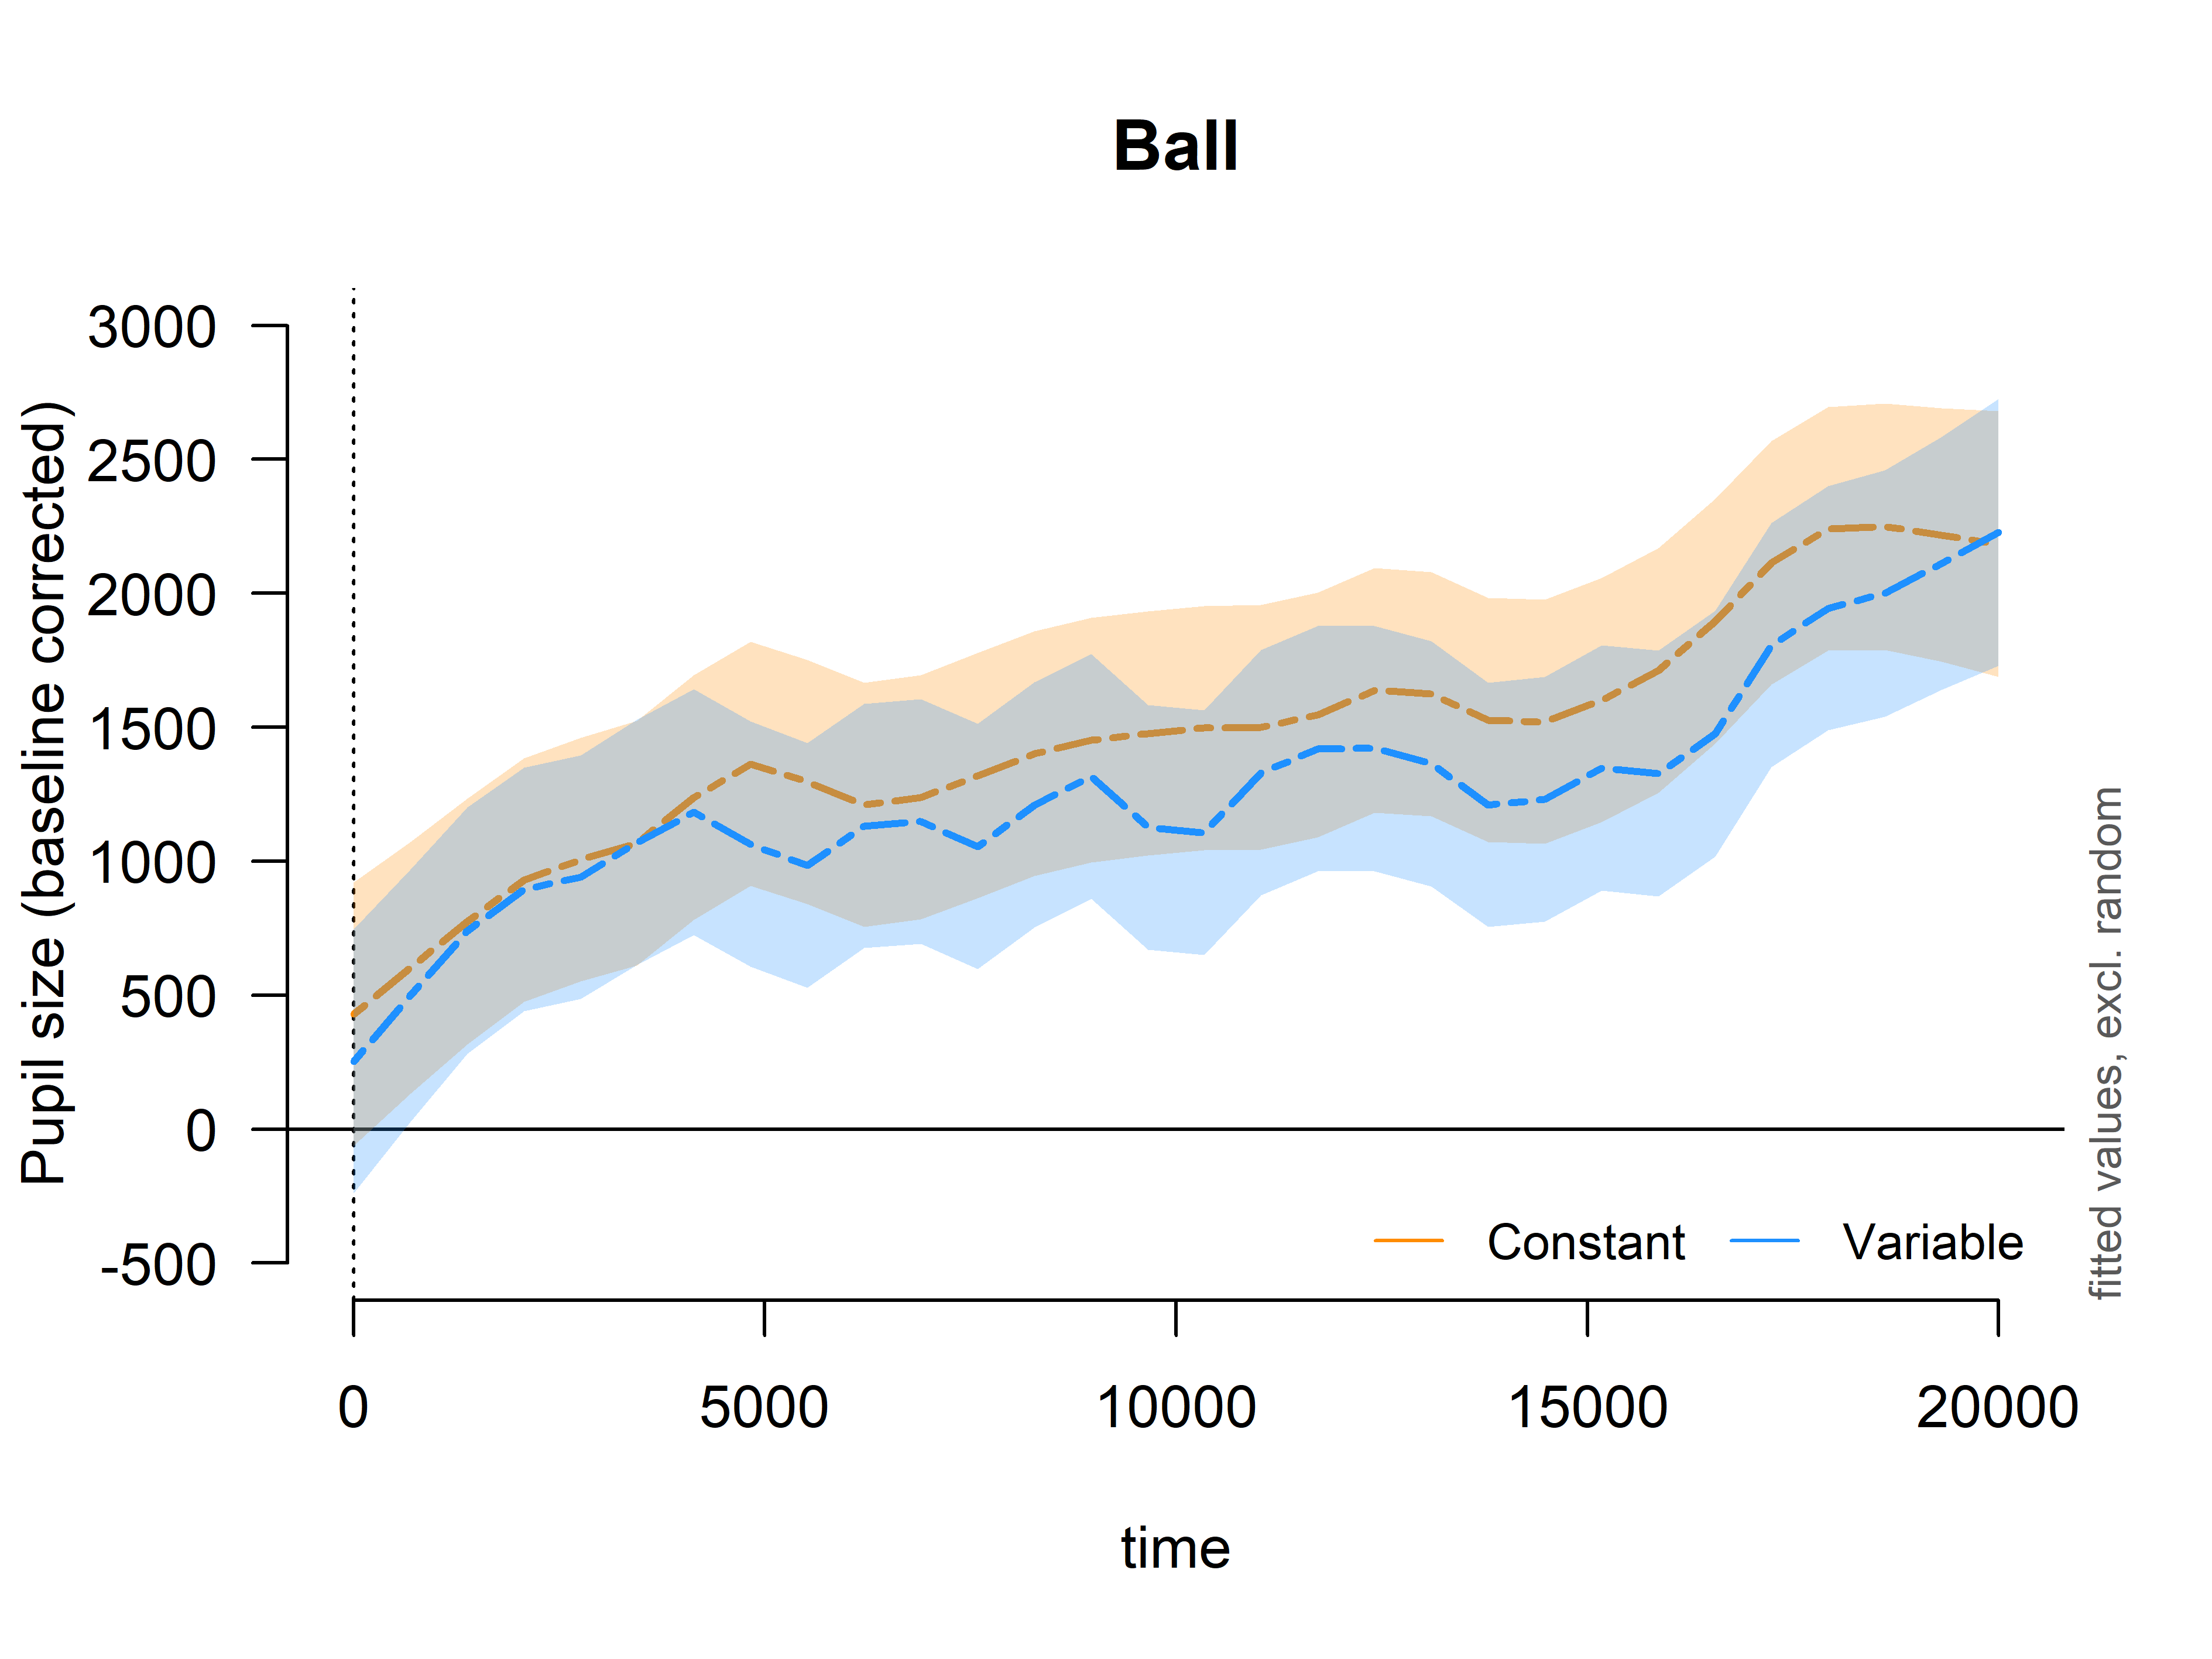 Ball
Pupil size (baseline corrected)
3000
2500
2000
1500
1000
500
0
-500
Constant
Variable
fitted values, excl. random
0
5000
10000
15000
20000
time